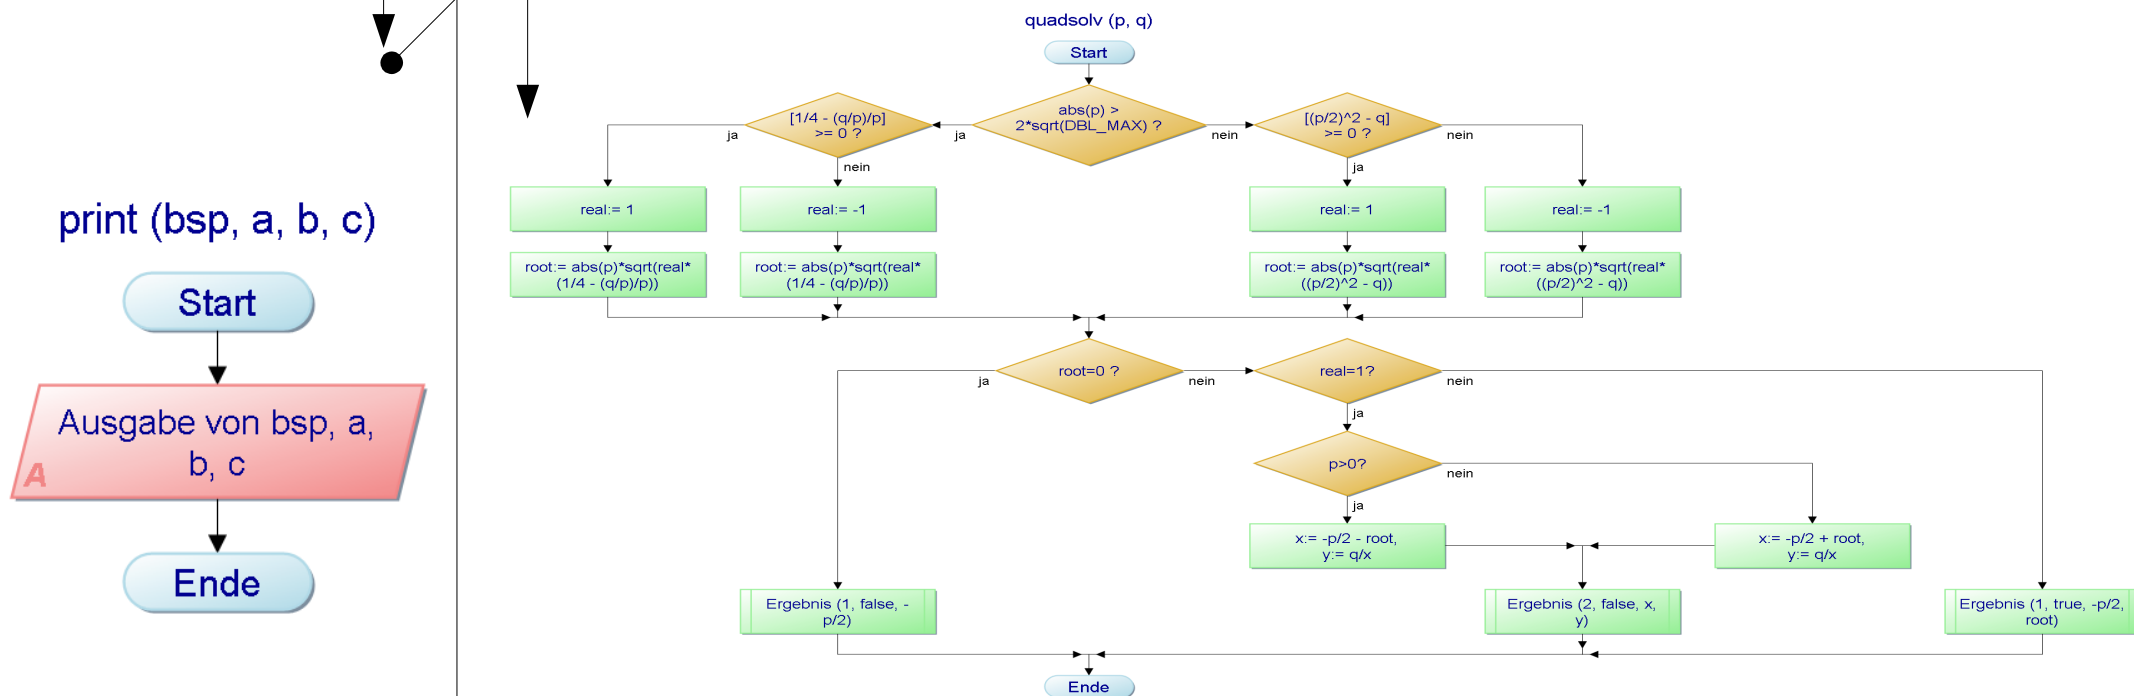 print (bsp, a, b, c)
Start
Ausgabe von bsp, a,
b, c
A
Ende
quadsolv (p, q)
Start
abs(p) >
2*sqrt(DBL_MAX) ?
ja
nein
[1/4 - (q/p)/p]
>= 0 ?
ja
nein
[(p/2)^2 - q]
>= 0 ?
nein
ja
real:= 1
real:= -1
real:= 1
real:= -1
root:= abs(p)*sqrt(real*
(1/4 - (q/p)/p))
root:= abs(p)*sqrt(real*
(1/4 - (q/p)/p))
root:= abs(p)*sqrt(real*
((p/2)^2 - q))
root:= abs(p)*sqrt(real*
((p/2)^2 - q))
root=0 ?
ja
nein
real=1?
nein
ja
p>0?
nein
ja
x:= -p/2 - root,
y:= q/x
x:= -p/2 + root,
y:= q/x
Ergebnis (1, false, -
p/2)
Ergebnis (2, false, x,
y)
Ergebnis (1, true, -p/2,
root)
Ende